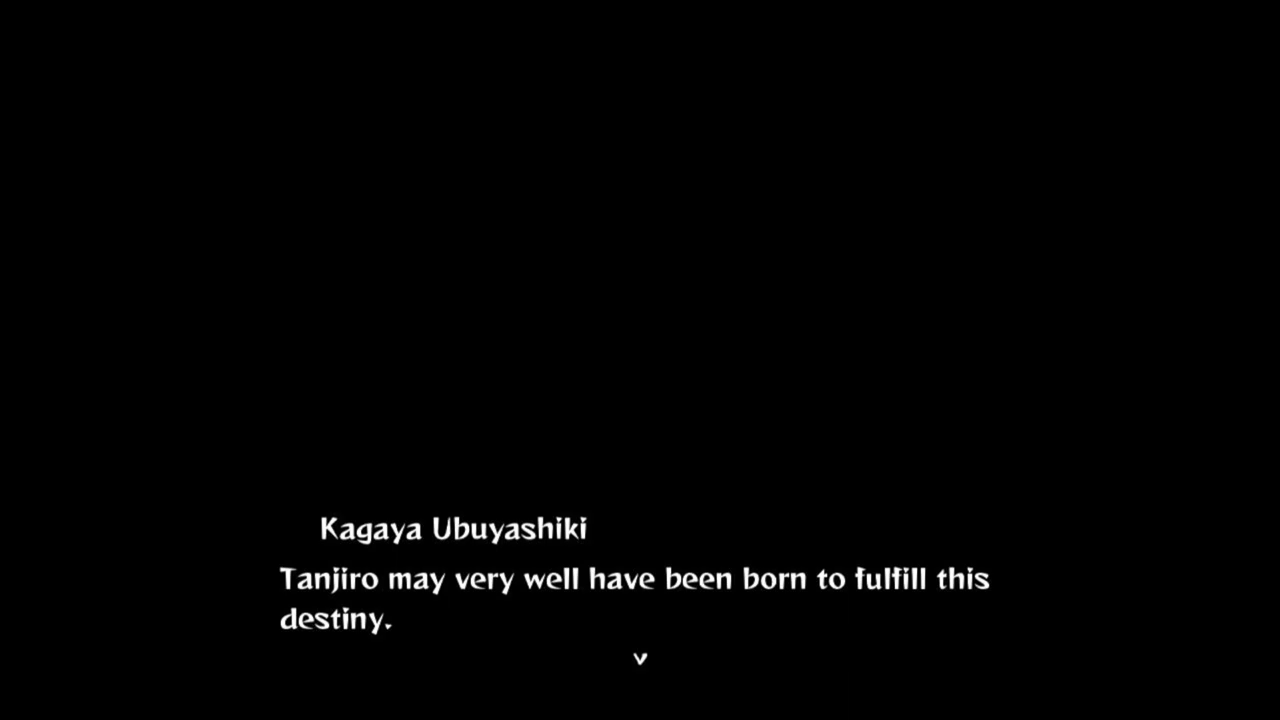 Kagaya Ubuyashiki
Tanjiro may very well have been born to fulfill this
destiny.